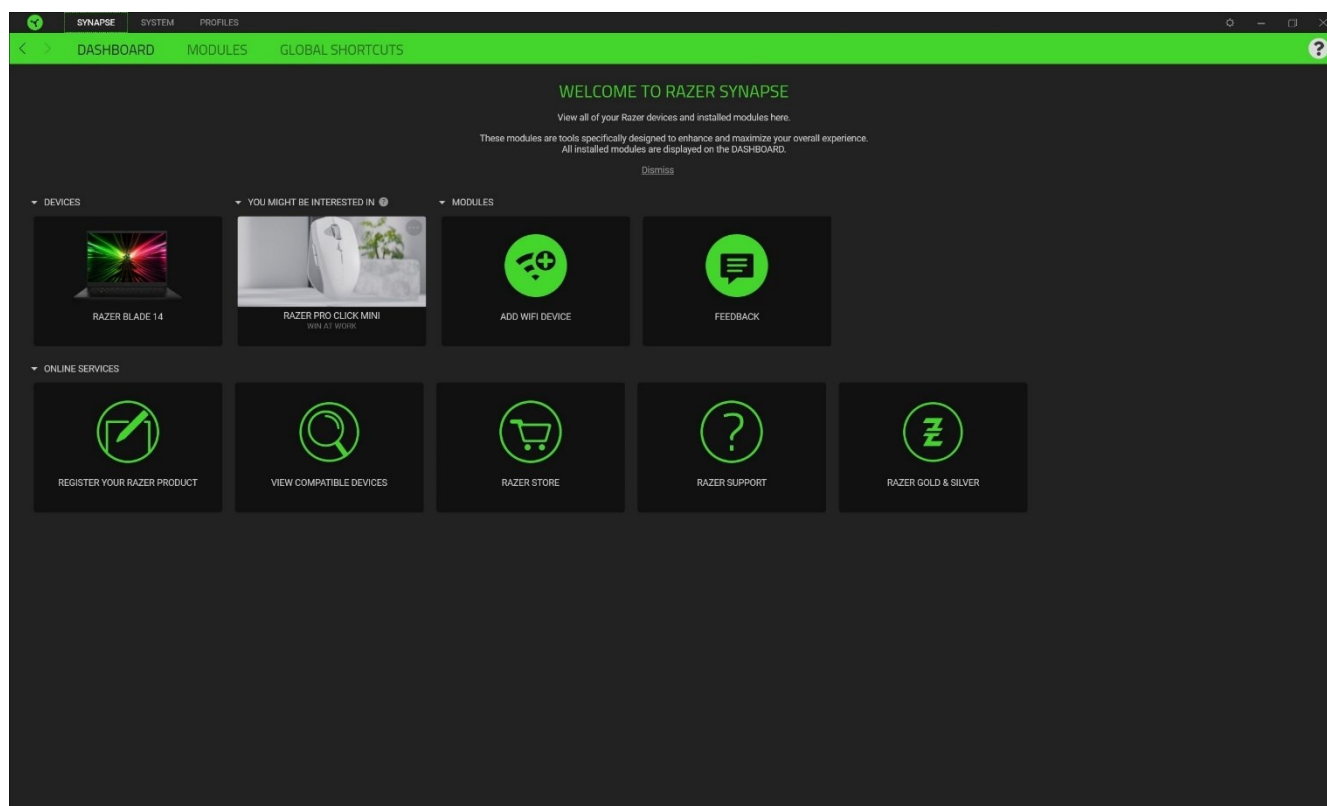 SYNAPSE SYSTEM PROFILES
DASHBOARD MODULES GLOBAL SHORTCUTS
?
WELCOME TO RAZER SYNAPSE
View all of your Razer devices and installed modules here.
These modules are tools specifically designed to enhance and maximize your overall experience.
All installed modules are displayed on the DASHBOARD.
Dismiss
DEVICES
YOU MIGHT BE INTERESTED IN ?
MODULES
RAZER BLADE 14
RAZER PRO CLICK MINI
WIN AT WORK
ADD WIFI DEVICE
FEEDBACK
ONLINE SERVICES
REGISTER YOUR RAZER PRODUCT
VIEW COMPATIBLE DEVICES
RAZER STORE
?
RAZER SUPPORT
RAZER GOLD & SILVER